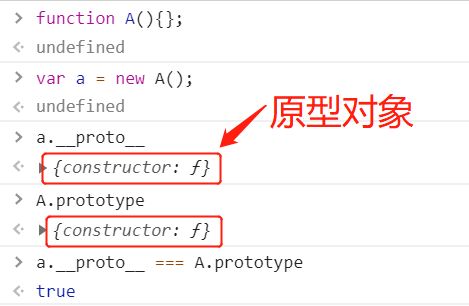 > function A(){};
< undefined
> var a = new A();
< undefined
原型对象
> a.__proto__
< ▶{constructor: ƒ}
> A.prototype
< ▶{constructor: ƒ}
> a.__proto__ === A.prototype
< true